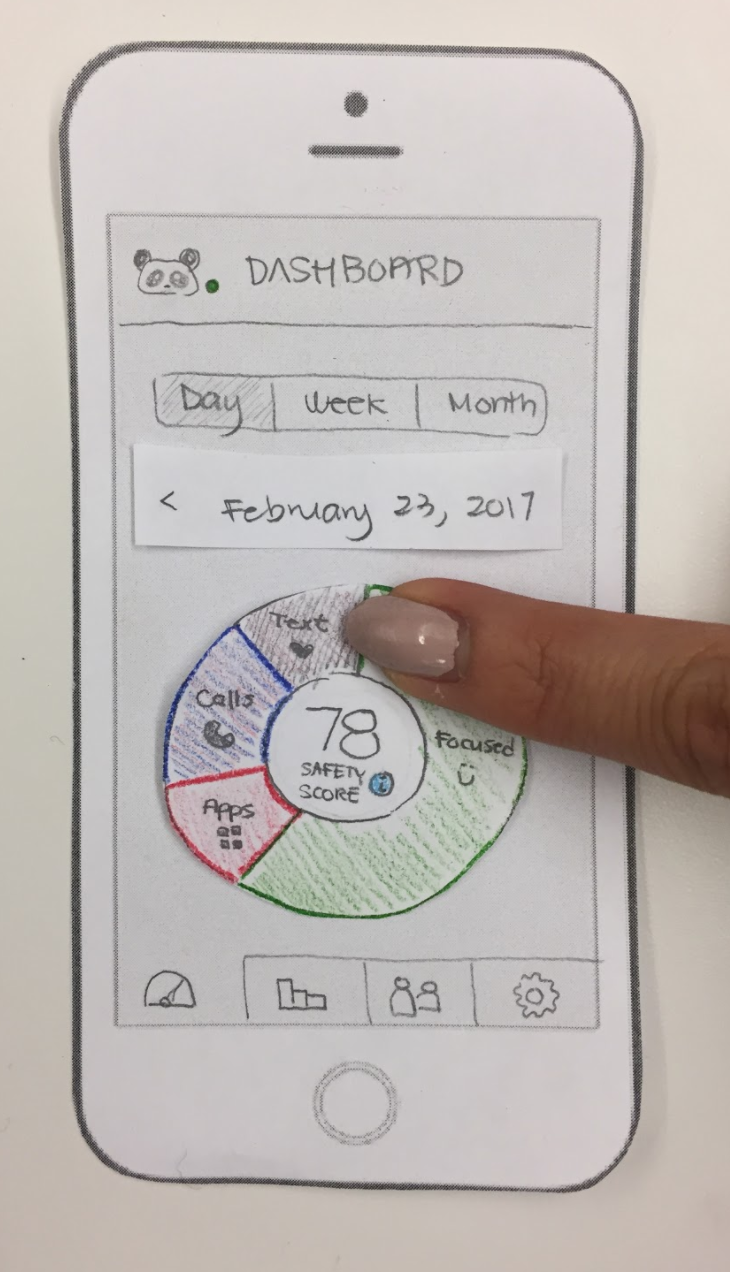 DASHBOARD
Day Week Month
< February 23, 2017
Text
Calls
78
Focused
SAFETY
SCORE i
Apps